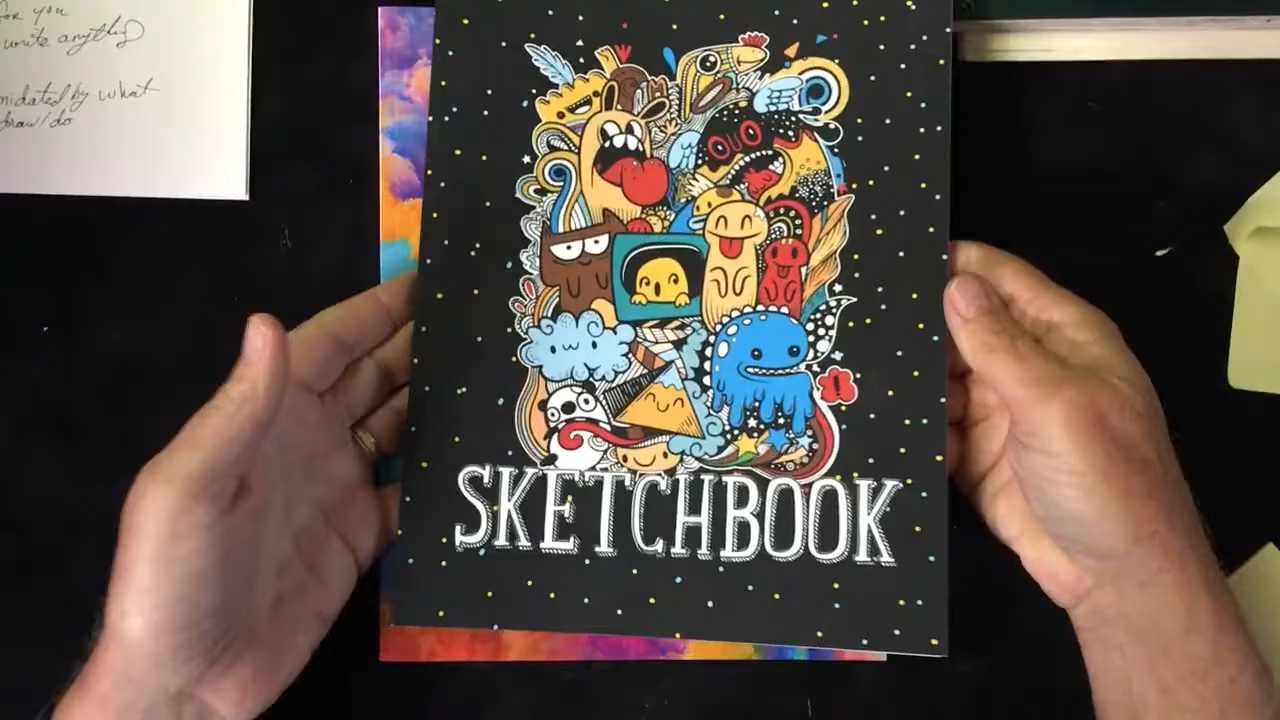 for you
write anything
midated by what
draw/do
SKETCHBOOK